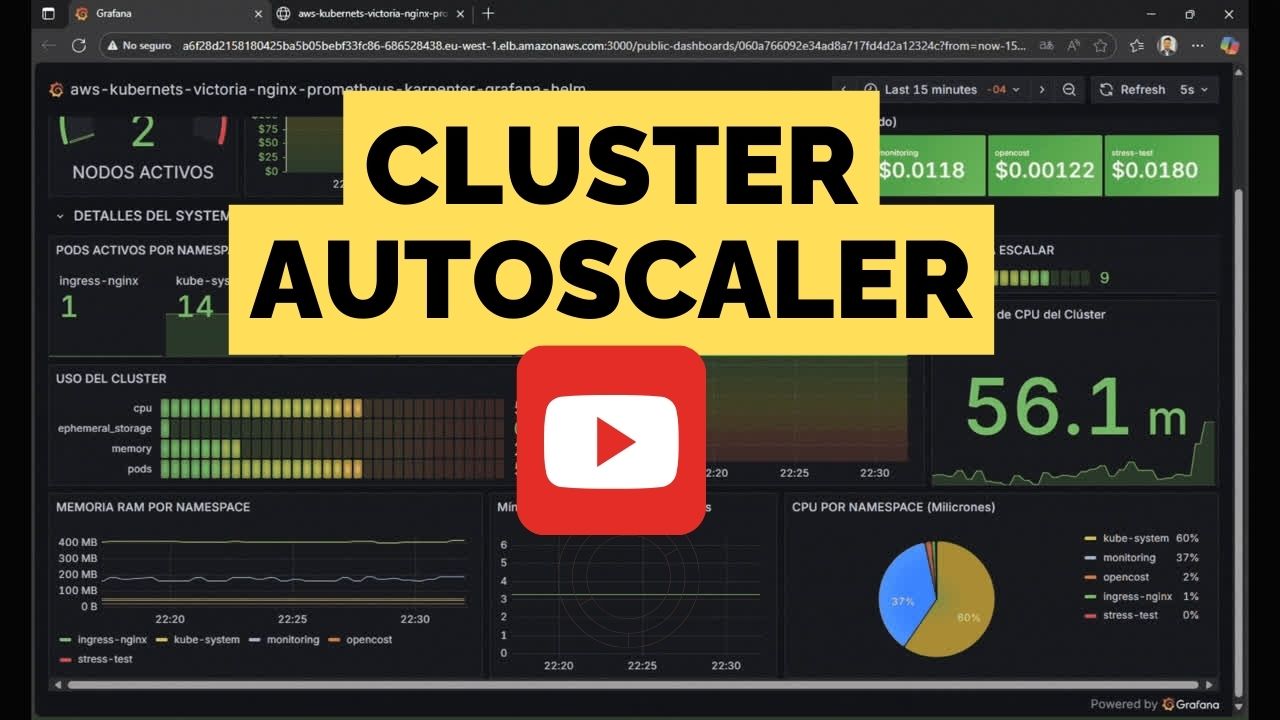 Grafana
aws-kubernets-victoria-nginx-pro
No seguro
a6f28d2158180425ba5b05bebf33fc86-686528438.eu-west-1.elb.amazonaws.com:3000/public-dashboards/060a766092e34ad8a717fd4d2a12324c?from=now-15...
aws-kubernets-victoria-nginx-prometheus-karpenter-grafana-helm
Last 15 minutes -04
Refresh 5s
CLUSTER
AUTOSCALER
2
NODOS ACTIVOS
$75
$50
$25
$0
monitoring
$0.0118
opencost
$0.00122
stress-test
$0.0180
DETALLES DEL SYSTEM
PODS ACTIVOS POR NAMESPA
ingress-nginx
1
kube-sys
14
ESCALAR
9
de CPU del Clúster
56.1 m
USO DEL CLUSTER
cpu
ephemeral_storage
memory
pods
22:25 22:30
MEMORIA RAM POR NAMESPACE
400 MB
300 MB
200 MB
100 MB
0 B
22:20 22:25 22:30
ingress-nginx kube-system monitoring opencost
stress-test
6
5
4
3
2
1
0
22:20 22:25 22:30
CPU POR NAMESPACE (Milicrones)
37%
60%
kube-system 60%
monitoring 37%
opencost 2%
ingress-nginx 1%
stress-test 0%
Powered by Grafana